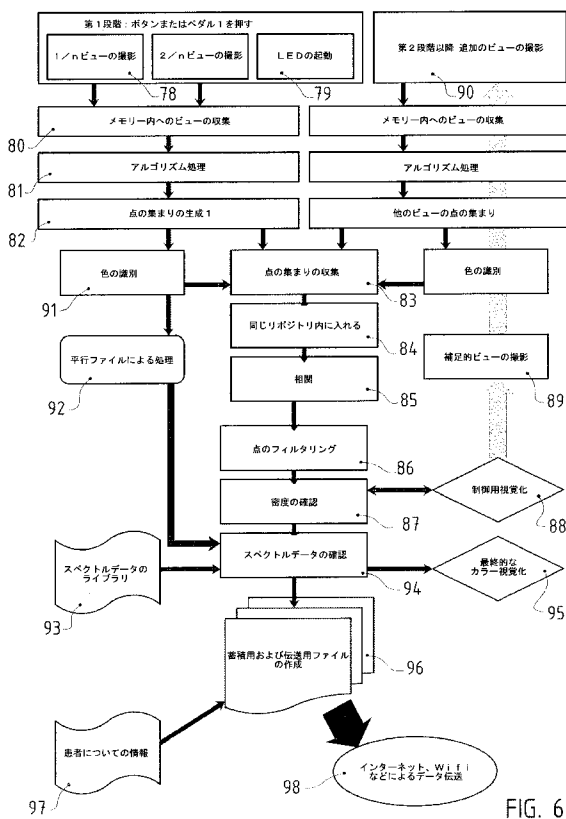 第1段階：ボタンまたはペダル1を押す
1／nビューの撮影
2／nビューの撮影
LEDの起動
78
79
第2段階以降 追加のビューの撮影
90
メモリー内へのビューの収集
80
メモリー内へのビューの収集
アルゴリズム処理
81
アルゴリズム処理
点の集まりの生成1
82
他のビューの点の集まり
色の識別
91
点の集まりの収集
83
色の識別
同じリポジトリ内に入れる
84
平行ファイルによる処理
92
相関
85
補足的ビューの撮影
89
点のフィルタリング
86
密度の確認
87
制御用視覚化
88
スペクトルデータの
ライブラリ
93
スペクトルデータの確認
94
最終的な
カラー視覚化
95
蓄積用および伝送用ファイル
の作成
96
患者についての情報
97
インターネット、Wifi
などによるデータ伝送
98
FIG. 6